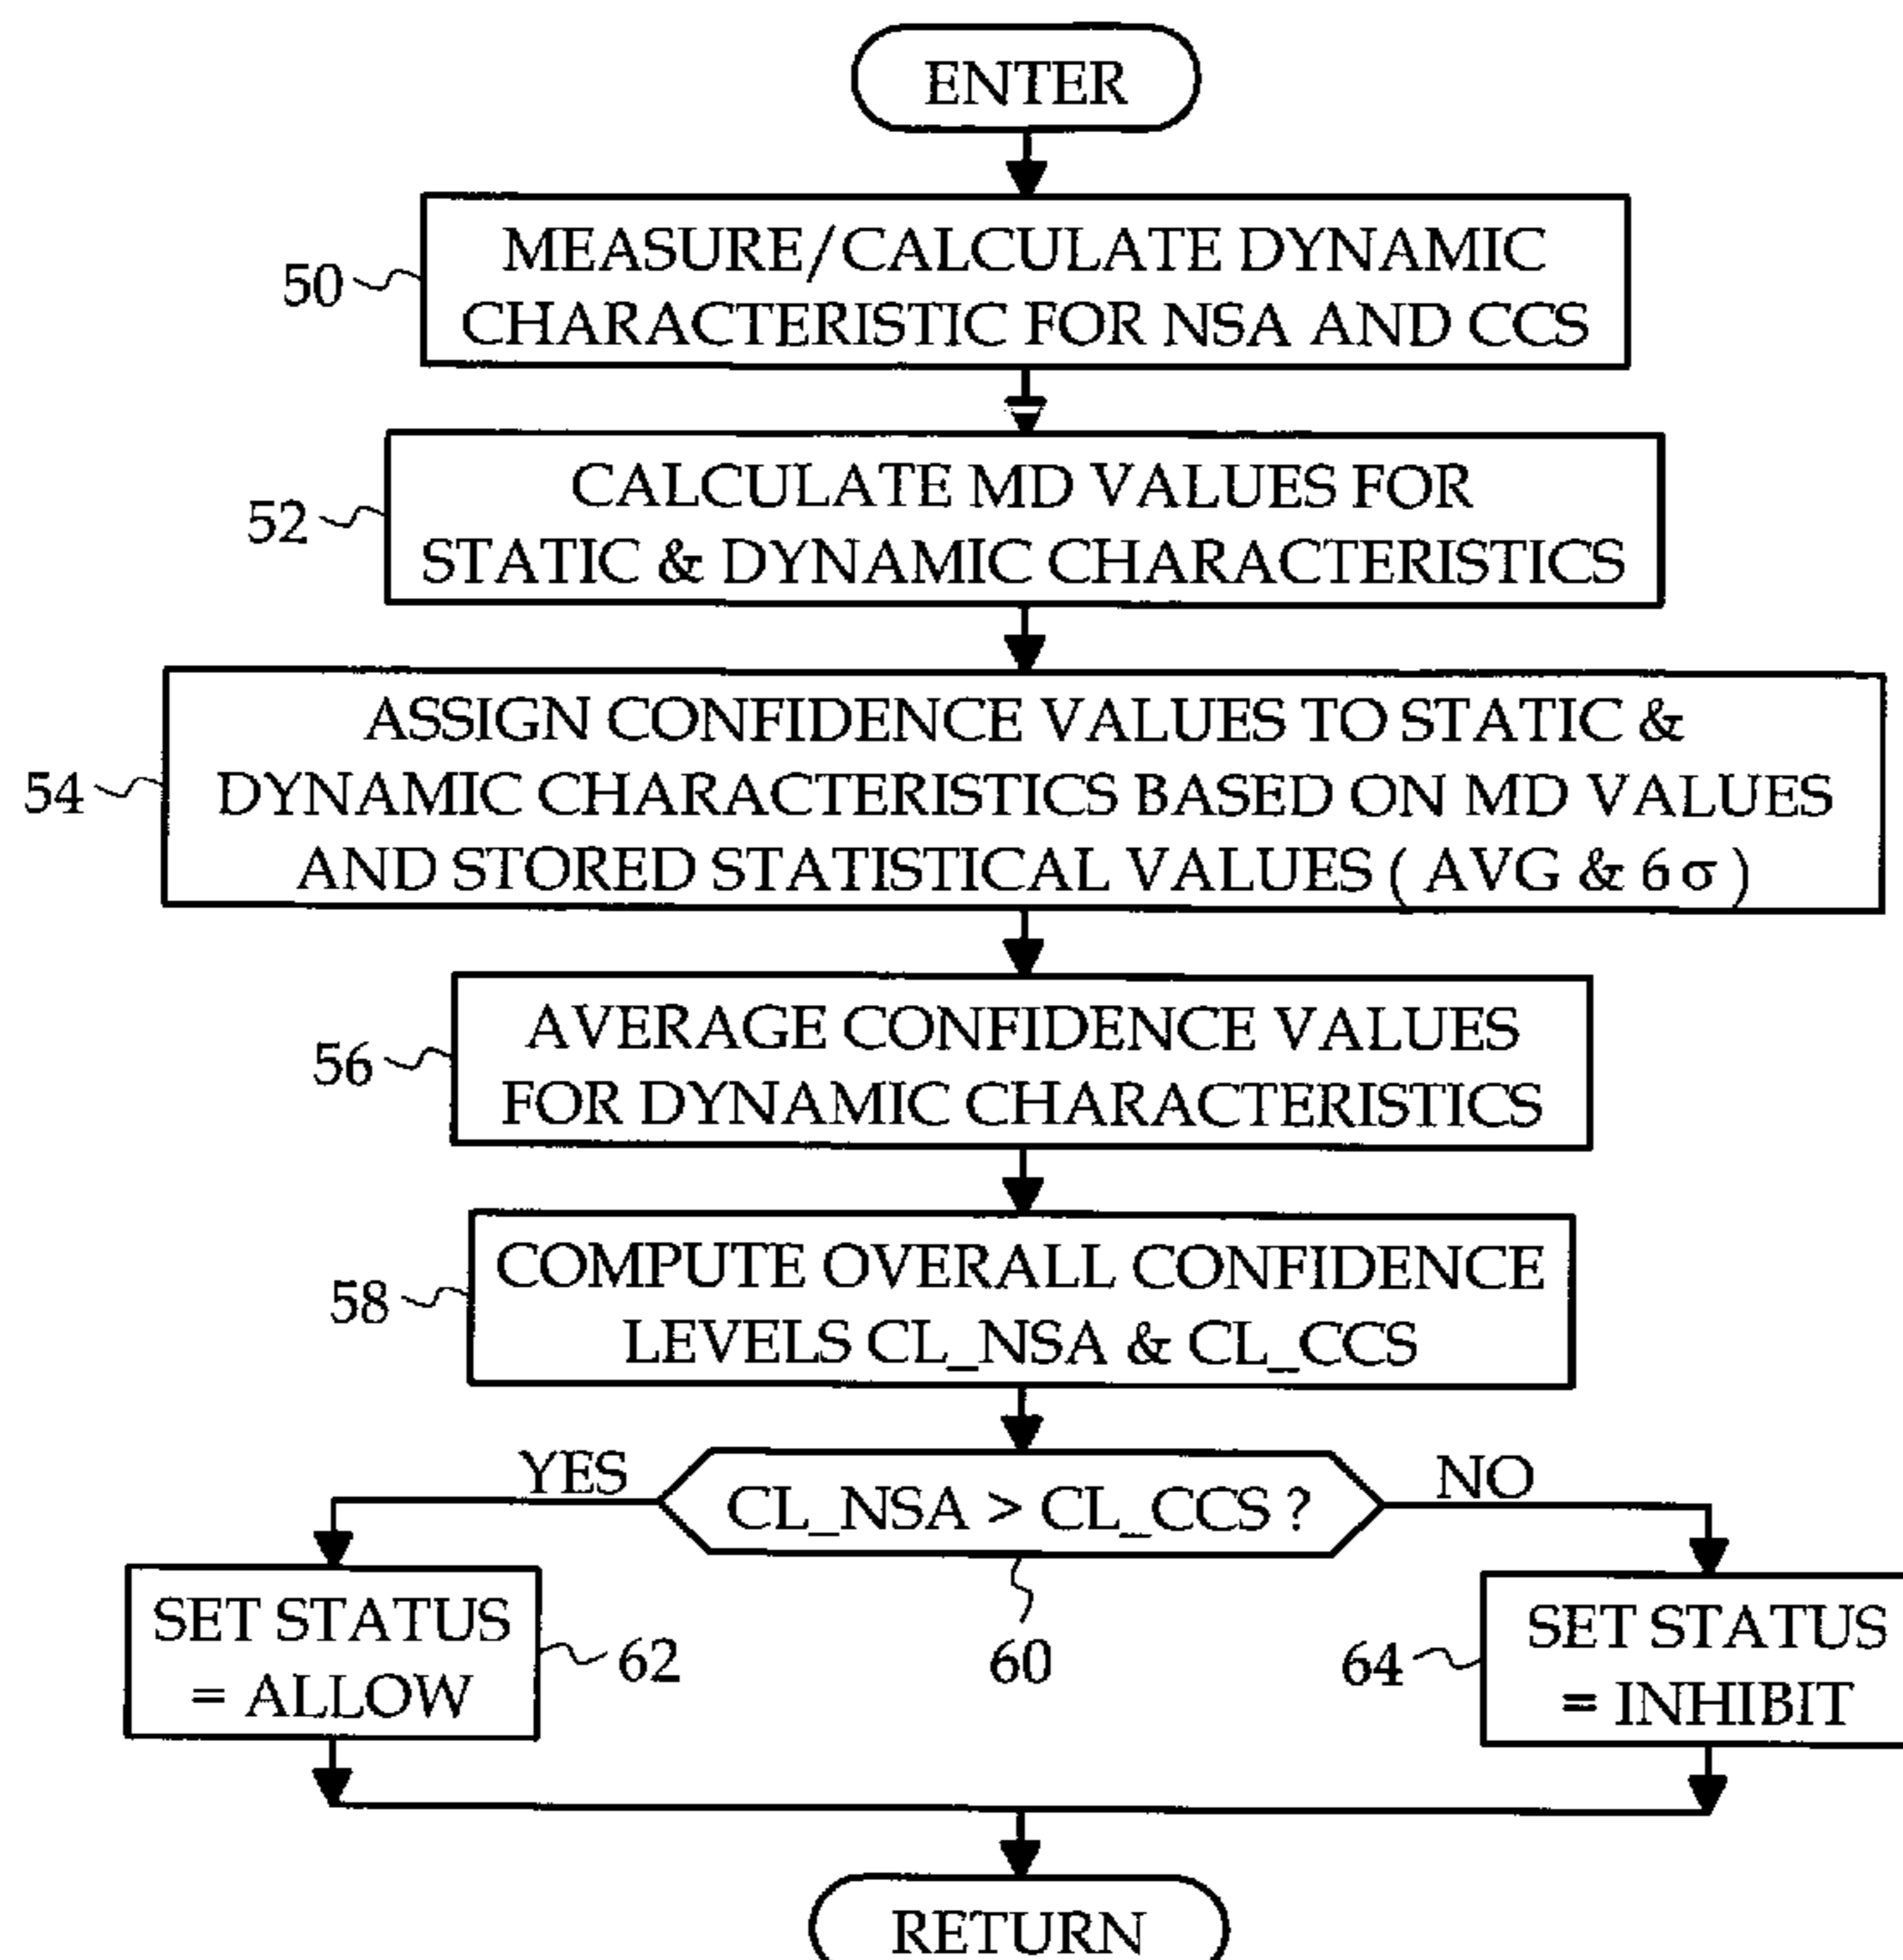 ENTER
50
MEASURE/CALCULATE DYNAMIC
CHARACTERISTIC FOR NSA AND CCS
52
CALCULATE MD VALUES FOR
STATIC & DYNAMIC CHARACTERISTICS
54
ASSIGN CONFIDENCE VALUES TO STATIC &
DYNAMIC CHARACTERISTICS BASED ON MD VALUES
AND STORED STATISTICAL VALUES ( AVG & 6 σ )
56
AVERAGE CONFIDENCE VALUES
FOR DYNAMIC CHARACTERISTICS
58
COMPUTE OVERALL CONFIDENCE
LEVELS CL_NSA & CL_CCS
YES
CL_NSA > CL_CCS ?
NO
60
SET STATUS
= ALLOW
62
64
SET STATUS
= INHIBIT
RETURN